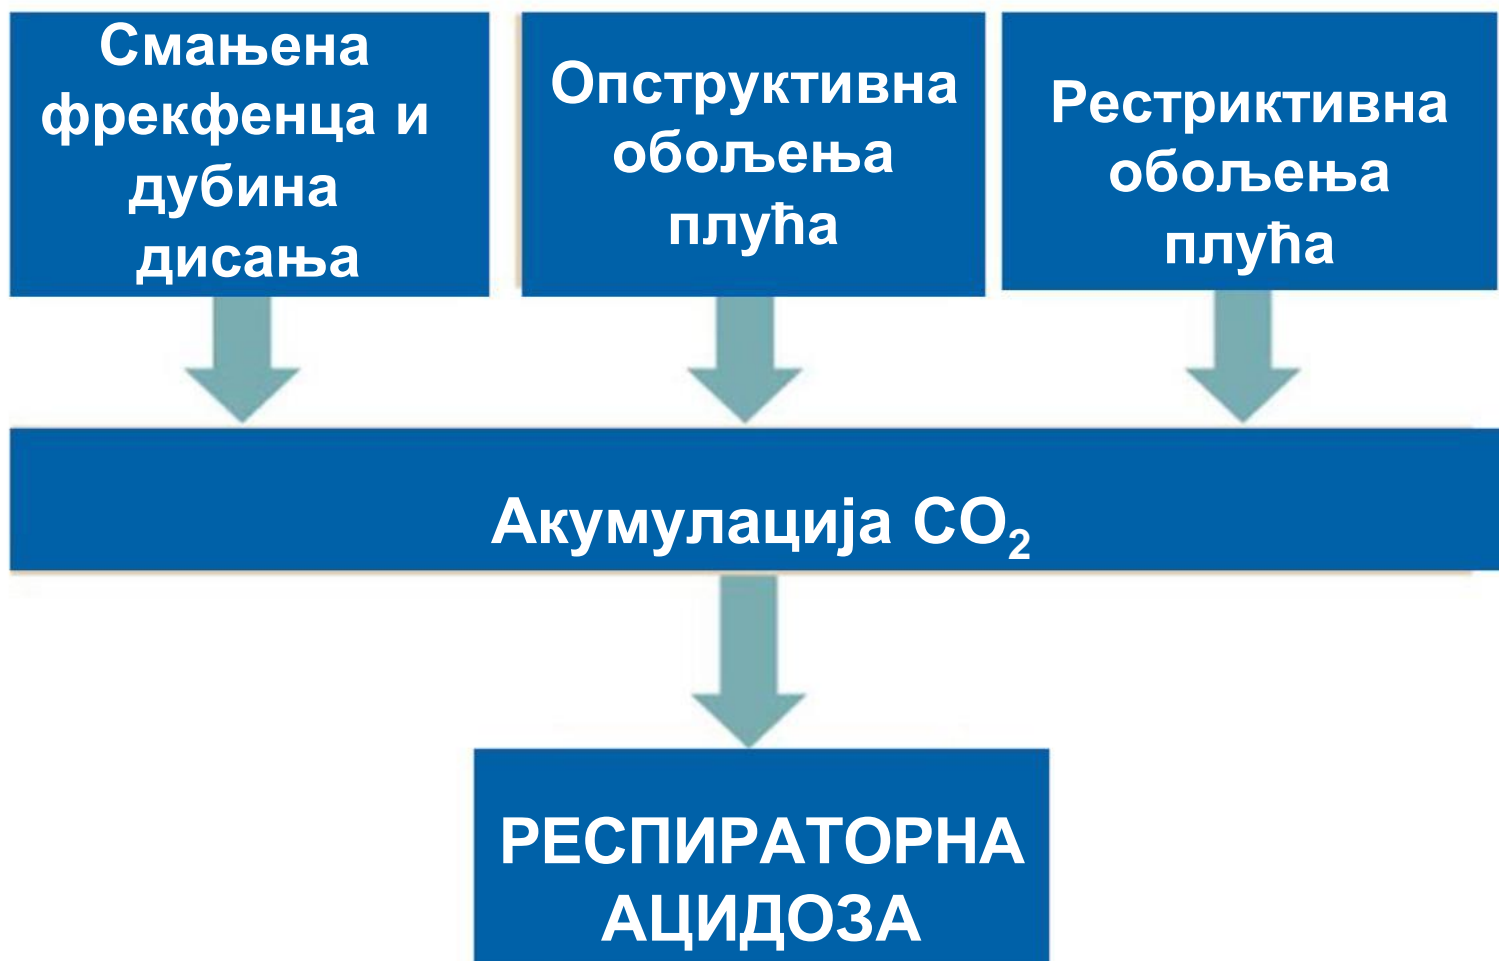 Смањена
фрекфенца и
дубина
дисања
Опструктивна
обољења
плућа
Рестриктивна
обољења
плућа
Акумулација CO₂
РЕСПИРАТОРНА
АЦИДОЗА